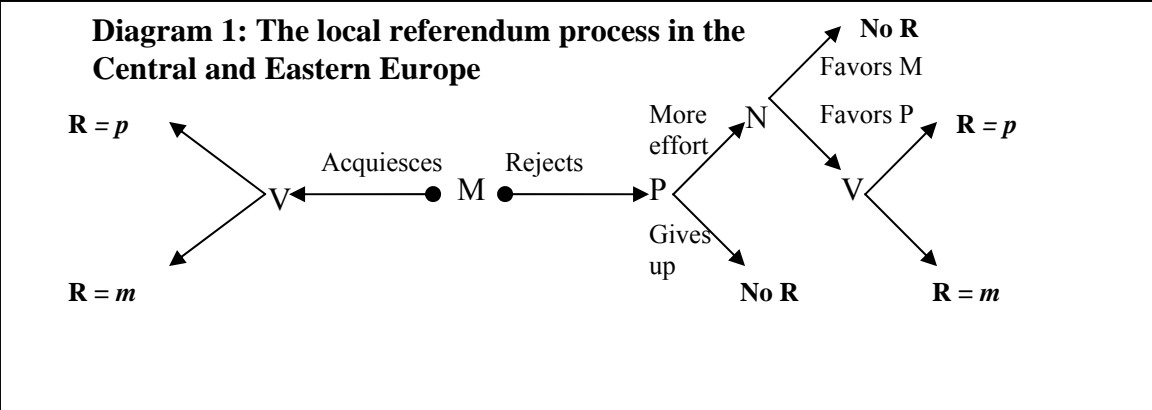 Diagram 1: The local referendum process in the
Central and Eastern Europe
No R
Favors M
R = p
More
effort
N
Favors P
R = p
Acquiesces
Rejects
V
M
P
V
Gives
up
R = m
No R
R = m